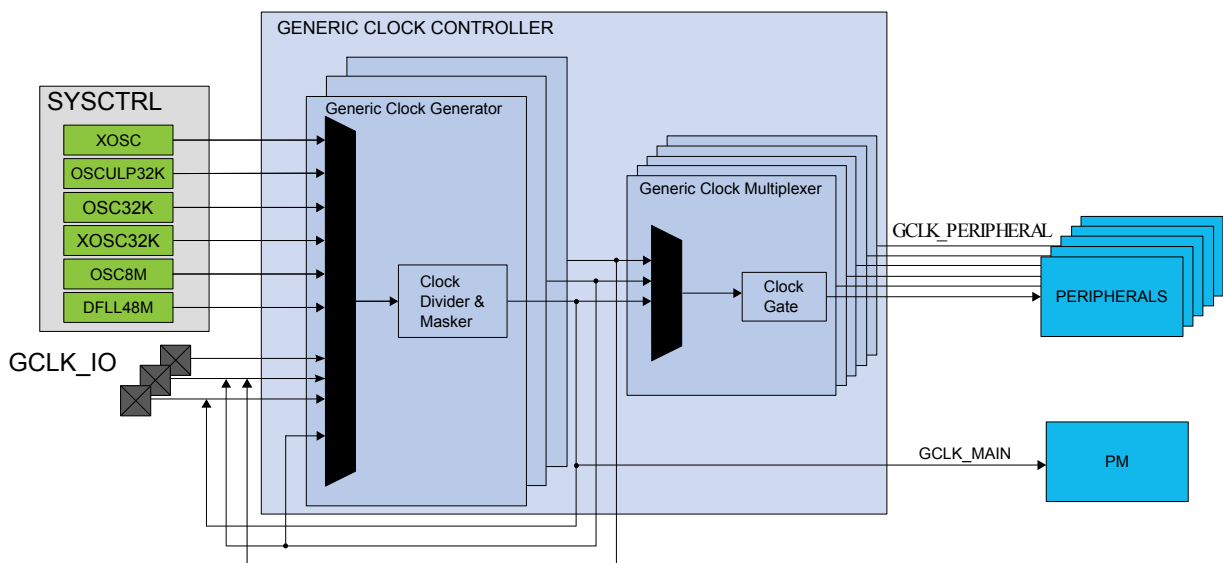 GENERIC CLOCK CONTROLLER
SYSCTRL
XOSC
OSCULP32K
OSC32K
XOSC32K
OSC8M
DFLL48M
GCLK_IO
Generic Clock Generator
Clock
Divider &
Masker
Generic Clock Multiplexer
Clock
Gate
GCLK_PERIPHERAL
PERIPHERALS
GCLK_MAIN
PM